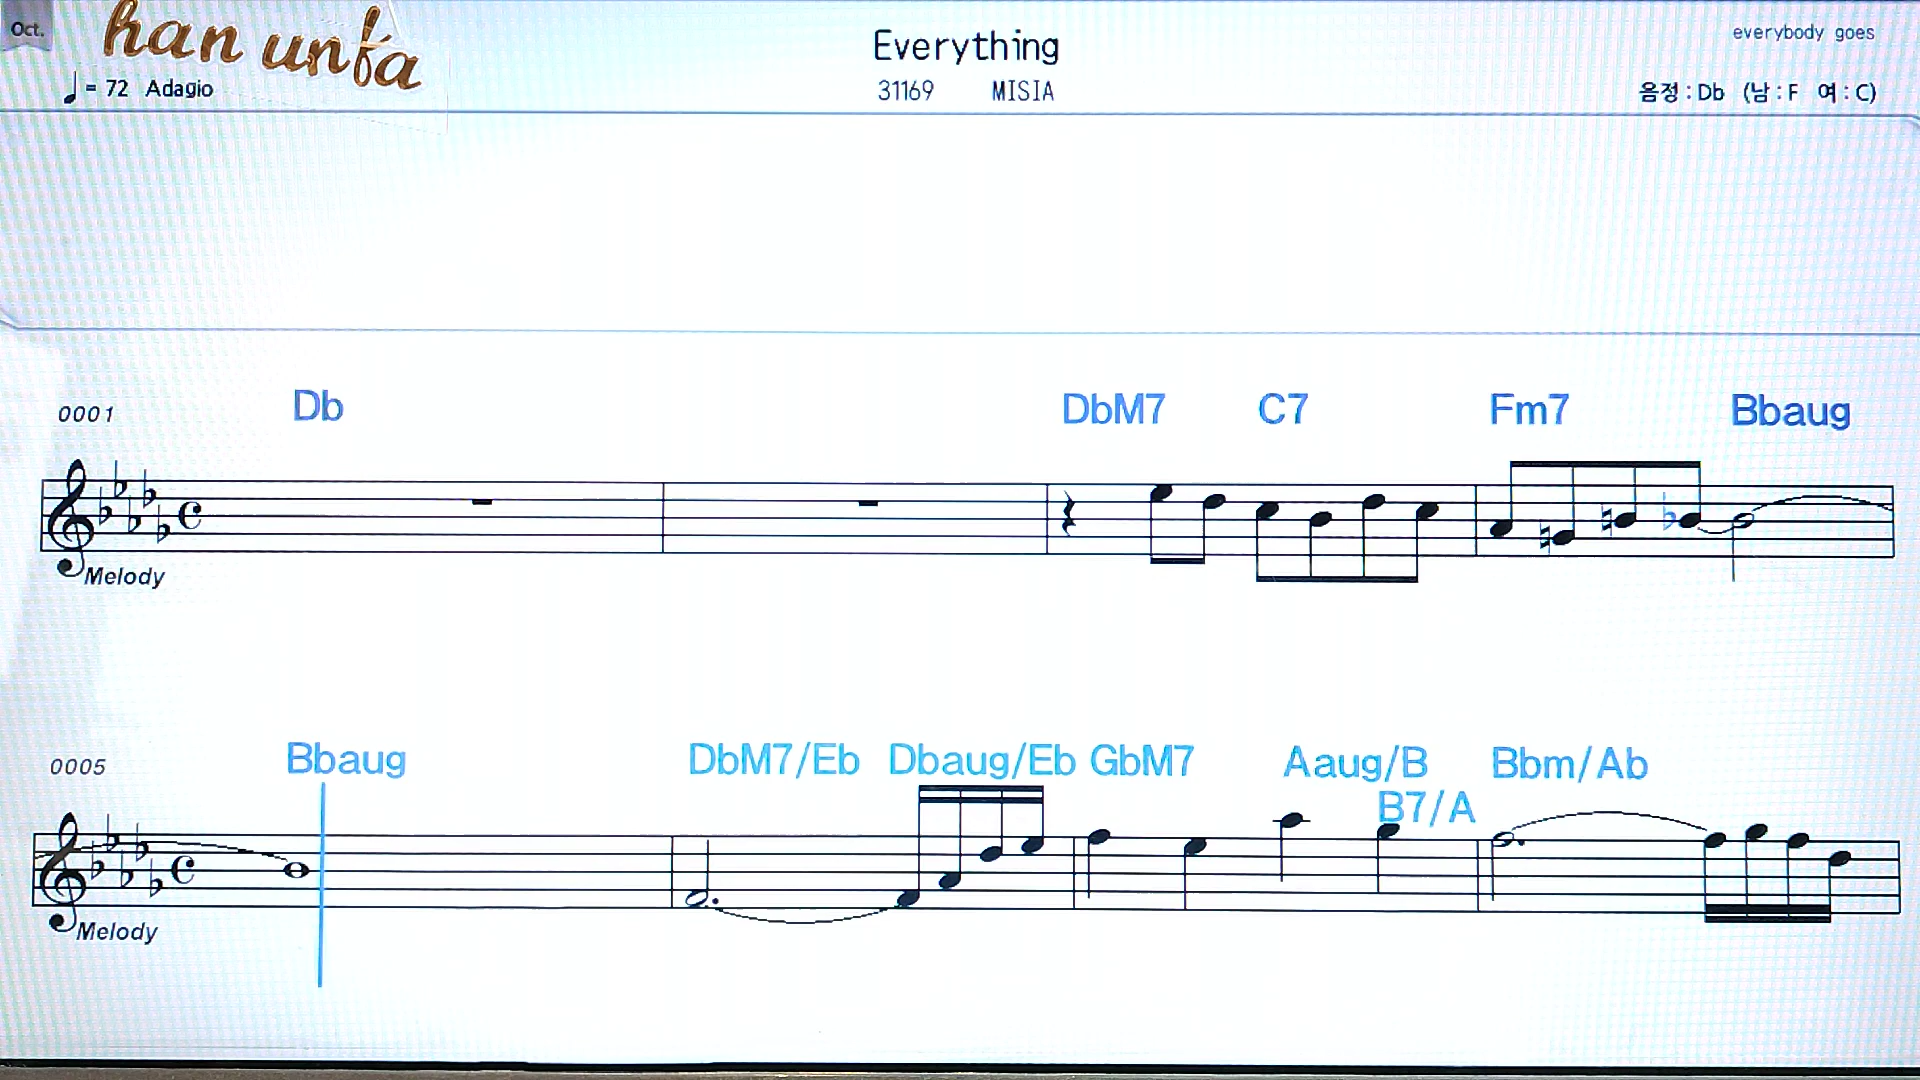 Oct.
han unfa
Everything
everybody goes
= 72 Adagio
31169 MISIA
음정 : Db (남 : F 여 : C)
0001 Db DbM7 C7 Fm7 Bbaug
Melody
0005 Bbaug DbM7/Eb Dbaug/Eb GbM7 Aaug/B Bbm/Ab
B7/A
Melody